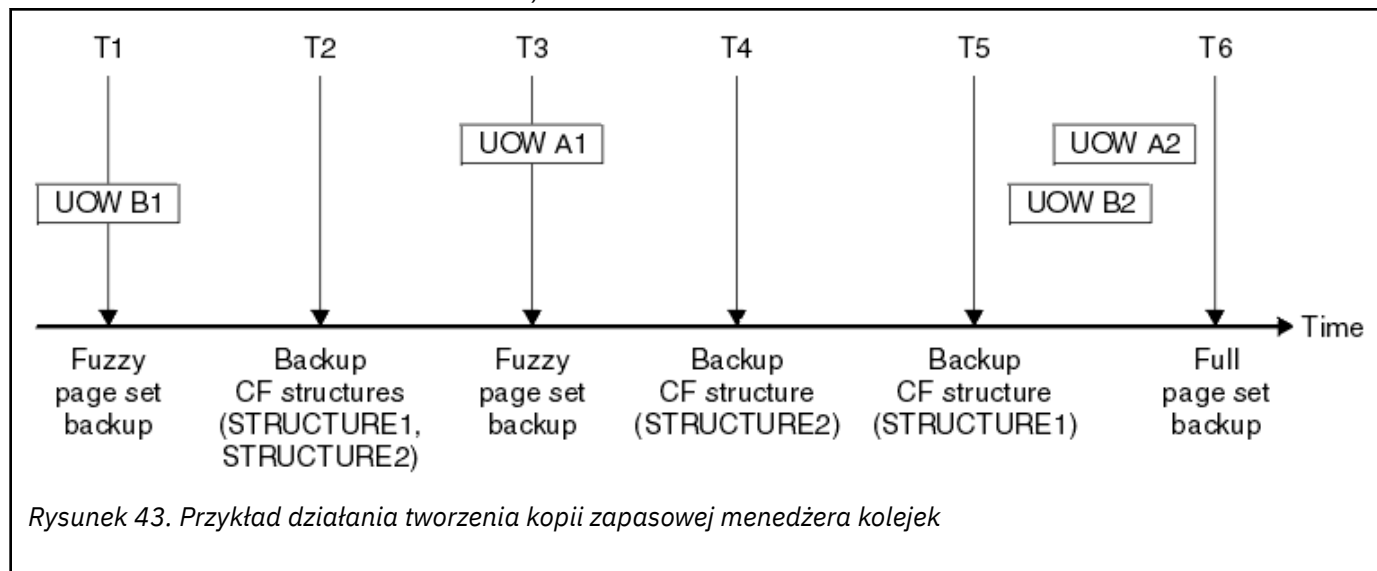 T1 T2 T3 T4 T5 T6
UOW A1 UOW A2
UOW B1 UOW B2
Time
Fuzzy page set backup
Backup CF structures (STRUCTURE1, STRUCTURE2)
Fuzzy page set backup
Backup CF structure (STRUCTURE2)
Backup CF structure (STRUCTURE1)
Full page set backup
Rysunek 43. Przykład działania tworzenia kopii zapasowej menedżera kolejek